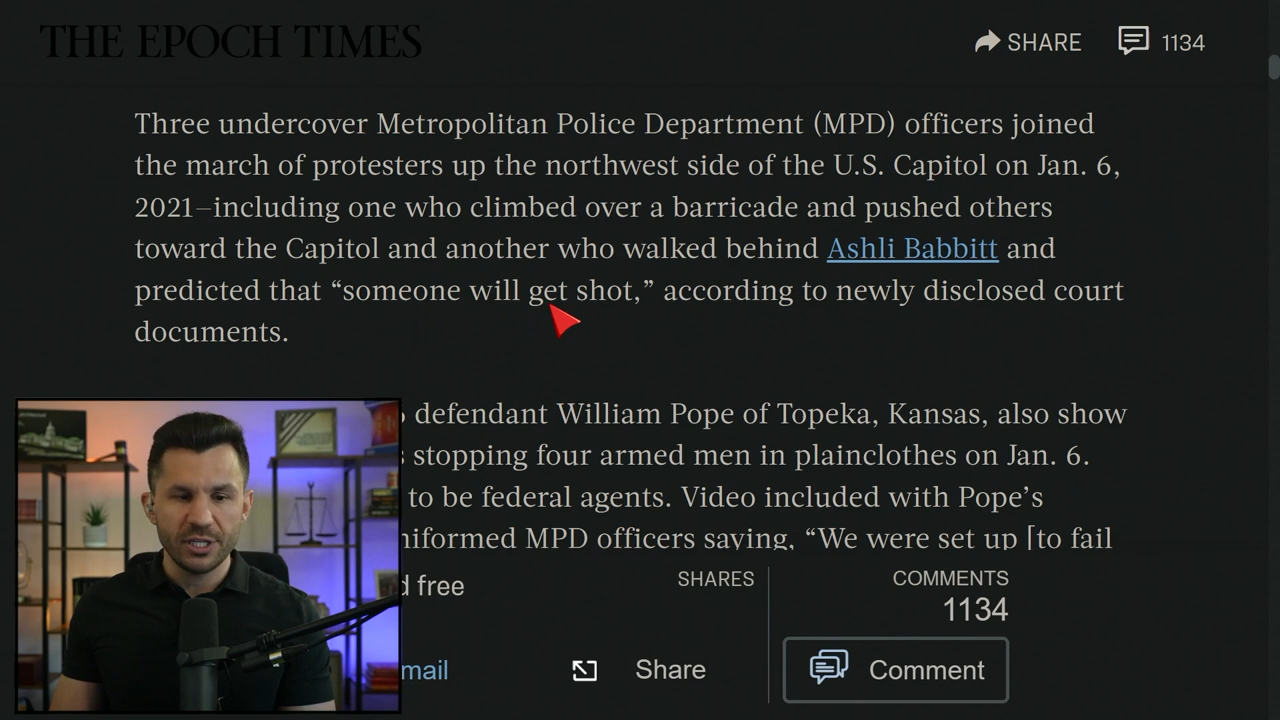 THE EPOCH TIMES
SHARE 1134
Three undercover Metropolitan Police Department (MPD) officers joined
the march of protesters up the northwest side of the U.S. Capitol on Jan. 6,
2021—including one who climbed over a barricade and pushed others
toward the Capitol and another who walked behind Ashli Babbitt and
predicted that “someone will get shot,” according to newly disclosed court
documents.
defendant William Pope of Topeka, Kansas, also show
stopping four armed men in plainclothes on Jan. 6.
to be federal agents. Video included with Pope’s
MPD officers saying, “We were set up [to fail
free
SHARES
COMMENTS
1134
Share
Comment